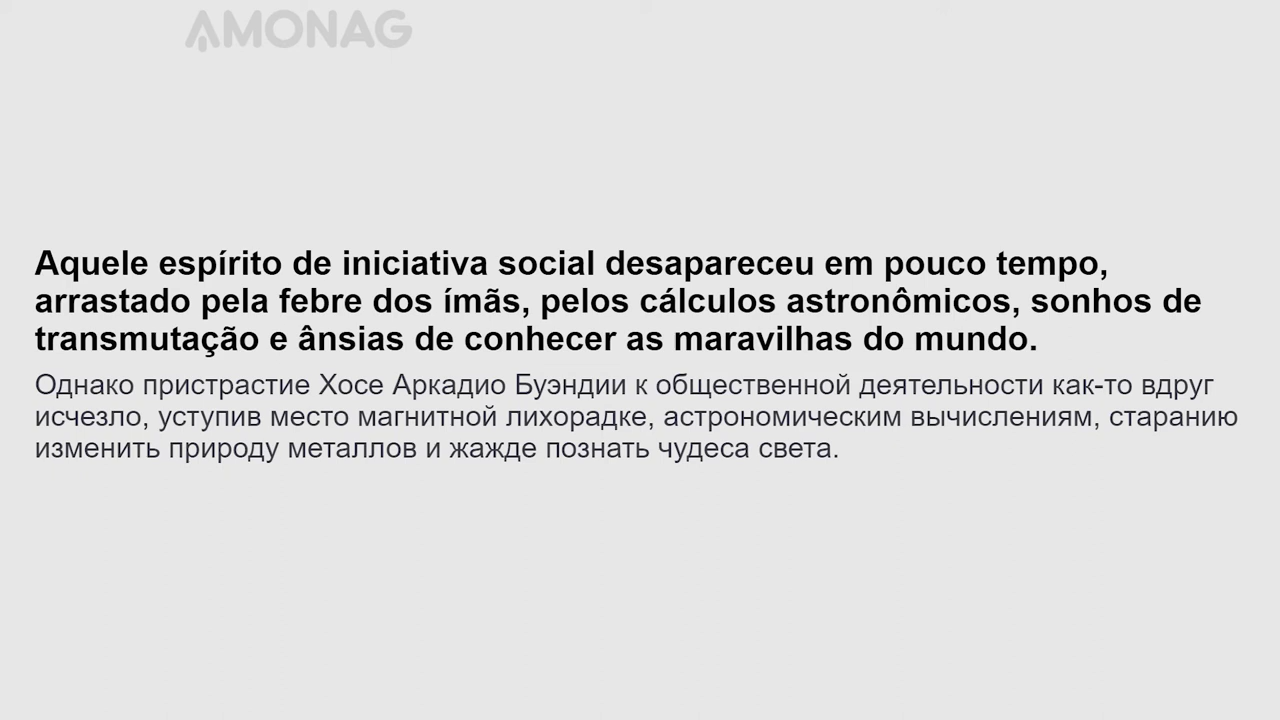 AMONAG
Aquele espírito de iniciativa social desapareceu em pouco tempo,
arrastado pela febre dos ímãs, pelos cálculos astronômicos, sonhos de
transmutação e ânsias de conhecer as maravilhas do mundo.
Однако пристрастие Хосе Аркадио Буэндии к общественной деятельности как-то вдруг
исчезло, уступив место магнитной лихорадке, астрономическим вычислениям, старанию
изменить природу металлов и жажде познать чудеса света.